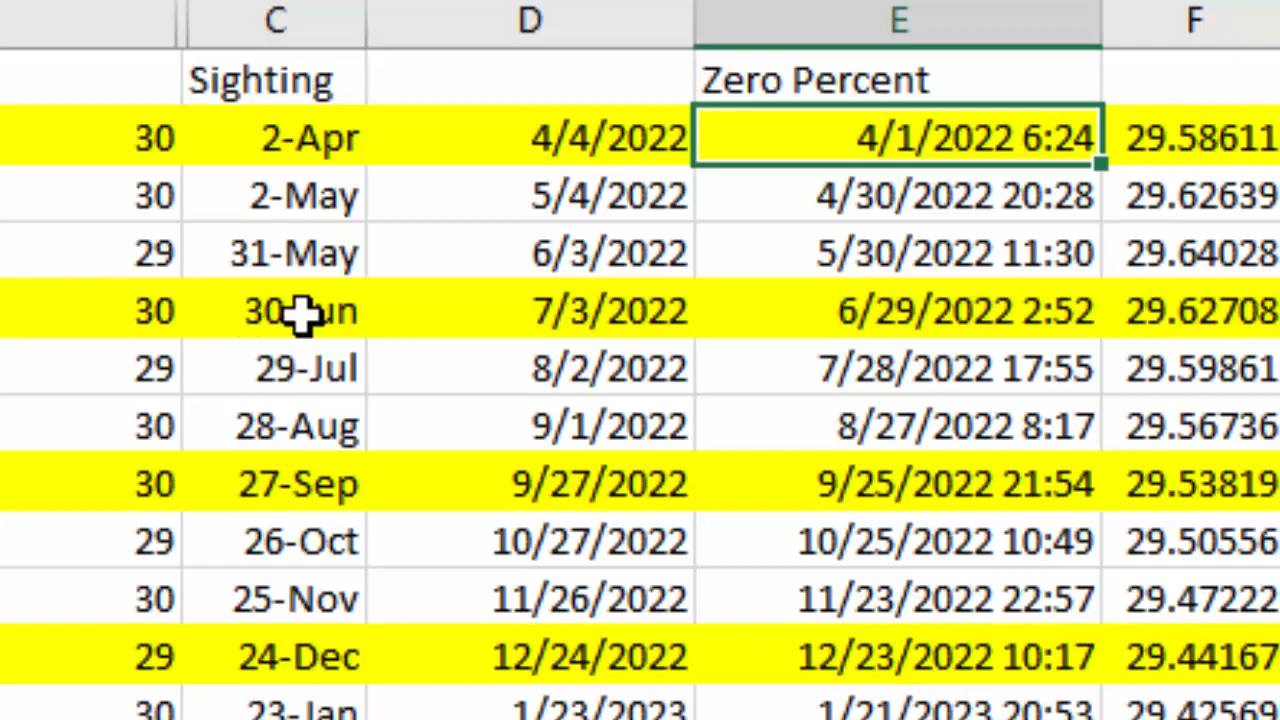 C D E F
Sighting Zero Percent
30 2-Apr 4/4/2022 4/1/2022 6:24 29.58611
30 2-May 5/4/2022 4/30/2022 20:28 29.62639
29 31-May 6/3/2022 5/30/2022 11:30 29.64028
30 7/3/2022 6/29/2022 2:52 29.62708
29 29-Jul 8/2/2022 7/28/2022 17:55 29.59861
30 28-Aug 9/1/2022 8/27/2022 8:17 29.56736
30 27-Sep 9/27/2022 9/25/2022 21:54 29.53819
29 26-Oct 10/27/2022 10/25/2022 10:49 29.50556
30 25-Nov 11/26/2022 11/23/2022 22:57 29.47222
29 24-Dec 12/24/2022 12/23/2022 10:17 29.44167
30 23-Jan 1/23/2023 1/21/2023 20:53 29.42569